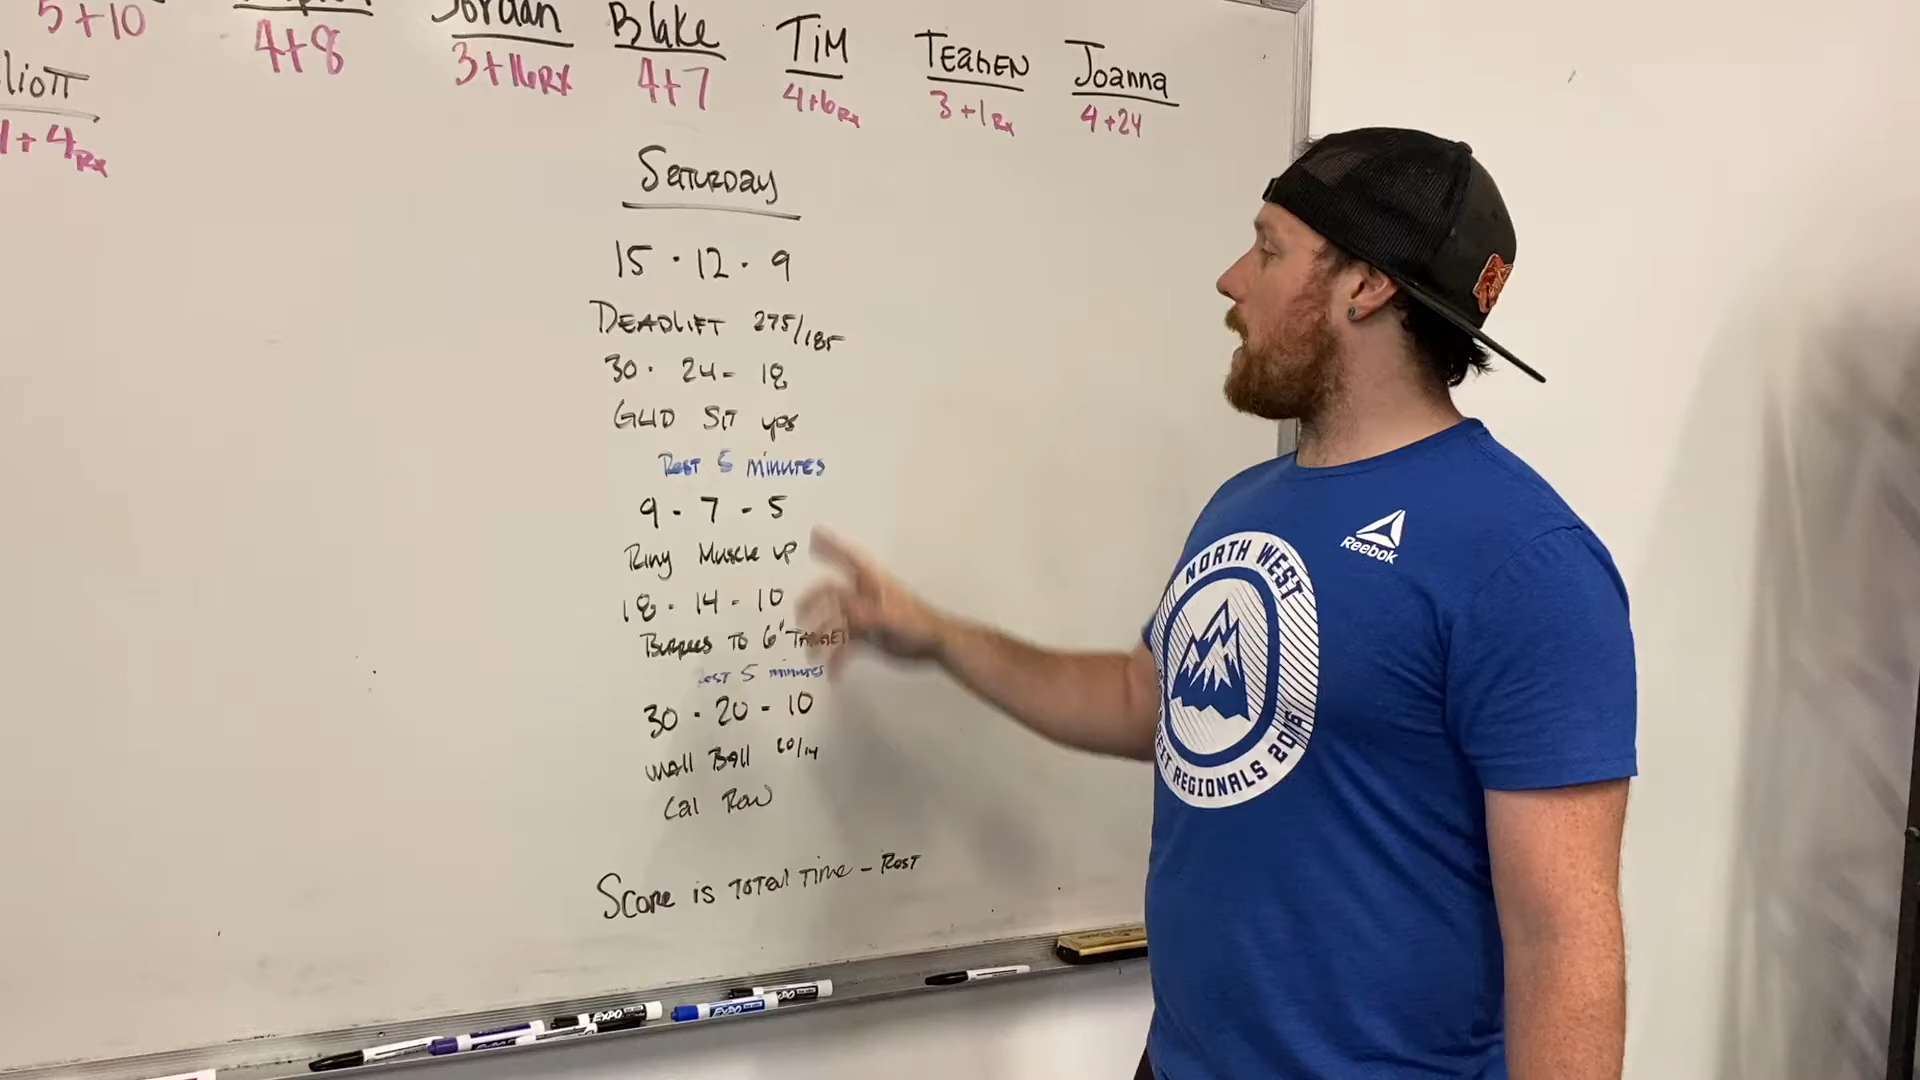 5+10
4+8
Jordan
3+16Rx
Blake
4+7
Tim
4+6Rx
Teagen
3+1Rx
Joanna
4+24
liott
+4Rx
Saturday
15 · 12 · 9
Deadlift 275/185
30 · 24 - 18
GHD Sit ups
Rest 5 minutes
9 - 7 - 5
Ring Muscle up
18 - 14 - 10
Burpees to 6" Target
Rest 5 minutes
30 - 20 - 10
Wall Ball 20/14
Cal Row
Score is total time - Rest
Reebok
NORTH WEST
REGIONALS 2016
EXPO
EXPO